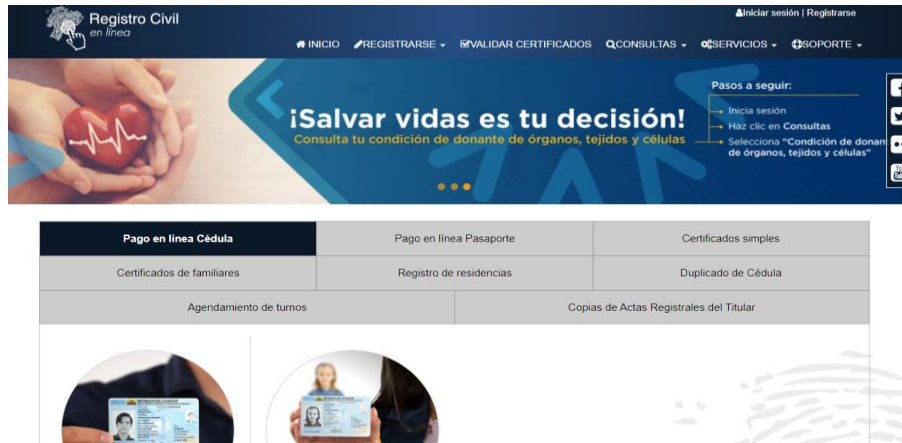 Registro Civil
en línea
Iniciar sesión | Registrarse
INICIO REGISTRARSE VALIDAR CERTIFICADOS CONSULTAS SERVICIOS SOPORTE
¡Salvar vidas es tu decisión!
Consulta tu condición de donante de órganos, tejidos y células
Pasos a seguir:
Inicia sesión
Haz clic en Consultas
Selecciona "Condición de donan
de órganos, tejidos y células"
Pago en línea Cédula Pago en línea Pasaporte Certificados simples
Certificados de familiares Registro de residencias Duplicado de Cédula
Agendamiento de turnos Copias de Actas Registrales del Titular
REPÚBLICA DEL ECUADOR